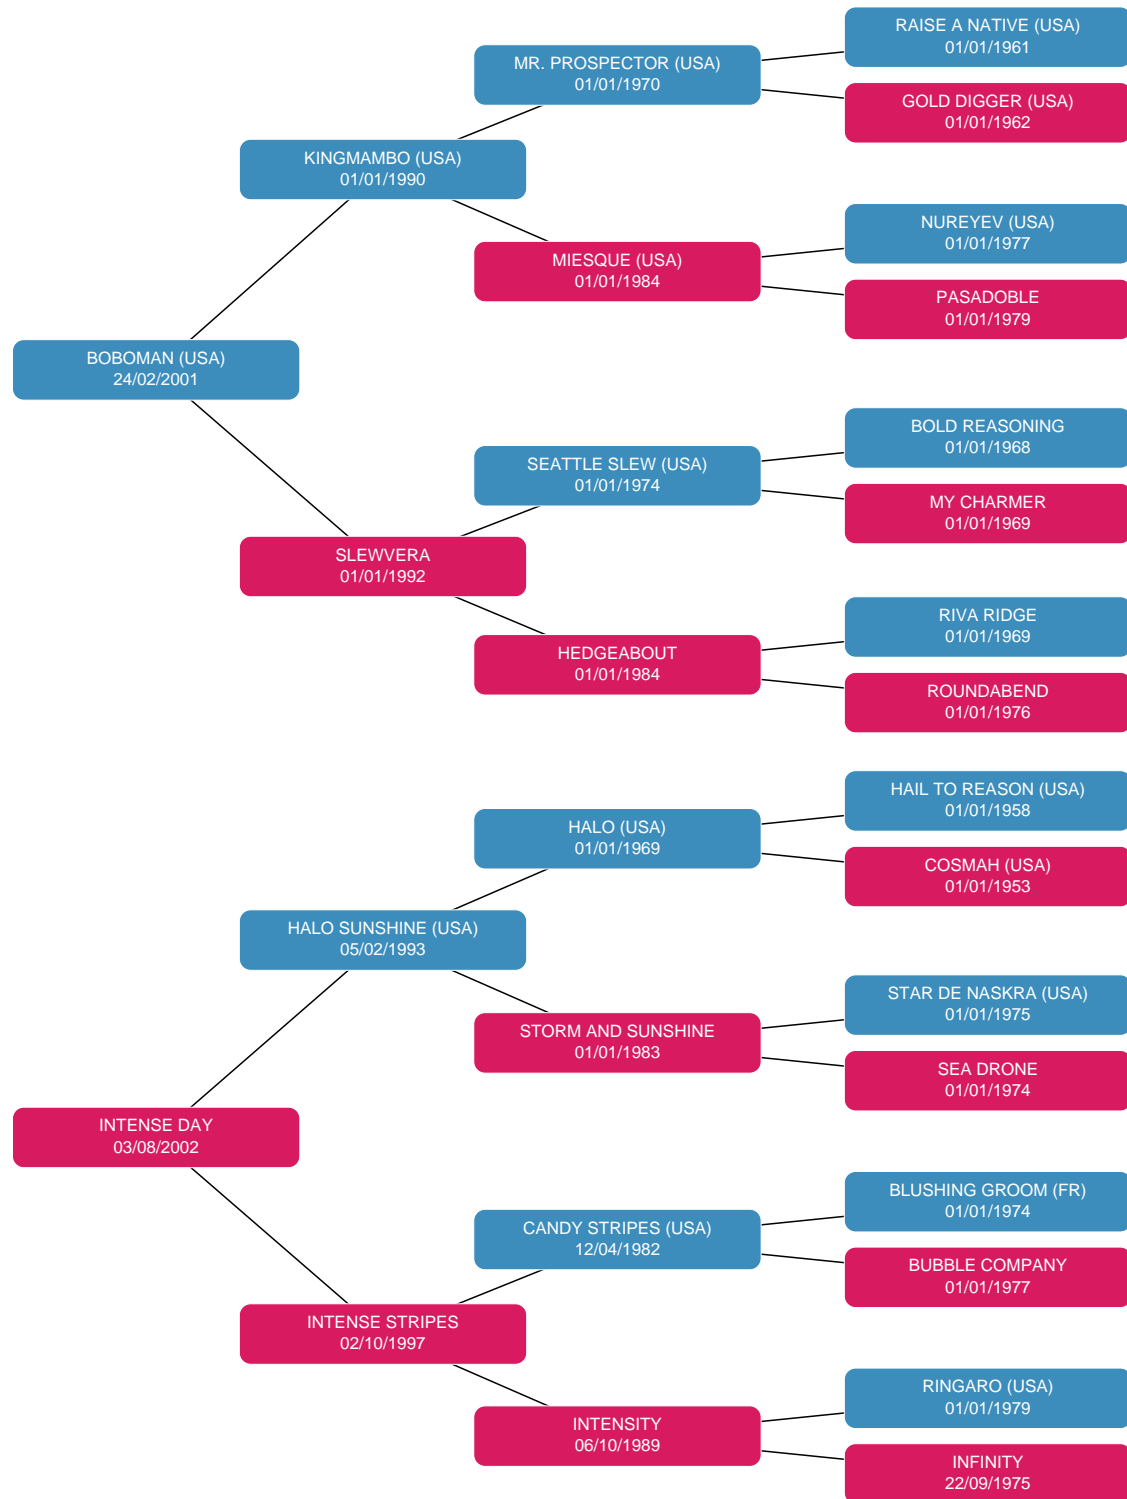 RAISE A NATIVE (USA)
01/01/1961
MR. PROSPECTOR (USA)
01/01/1970
GOLD DIGGER (USA)
01/01/1962
KINGMAMBO (USA)
01/01/1990
NUREYEV (USA)
01/01/1977
MIESQUE (USA)
01/01/1984
PASADOBLE
01/01/1979
BOBOMAN (USA)
24/02/2001
BOLD REASONING
01/01/1968
SEATTLE SLEW (USA)
01/01/1974
MY CHARMER
01/01/1969
SLEWVERA
01/01/1992
RIVA RIDGE
01/01/1969
HEDGEABOUT
01/01/1984
ROUNDABEND
01/01/1976
HAIL TO REASON (USA)
01/01/1958
HALO (USA)
01/01/1969
COSMAH (USA)
01/01/1953
HALO SUNSHINE (USA)
05/02/1993
STAR DE NASKRA (USA)
01/01/1975
STORM AND SUNSHINE
01/01/1983
SEA DRONE
01/01/1974
INTENSE DAY
03/08/2002
BLUSHING GROOM (FR)
01/01/1974
CANDY STRIPES (USA)
12/04/1982
BUBBLE COMPANY
01/01/1977
INTENSE STRIPES
02/10/1997
RINGARO (USA)
01/01/1979
INTENSITY
06/10/1989
INFINITY
22/09/1975